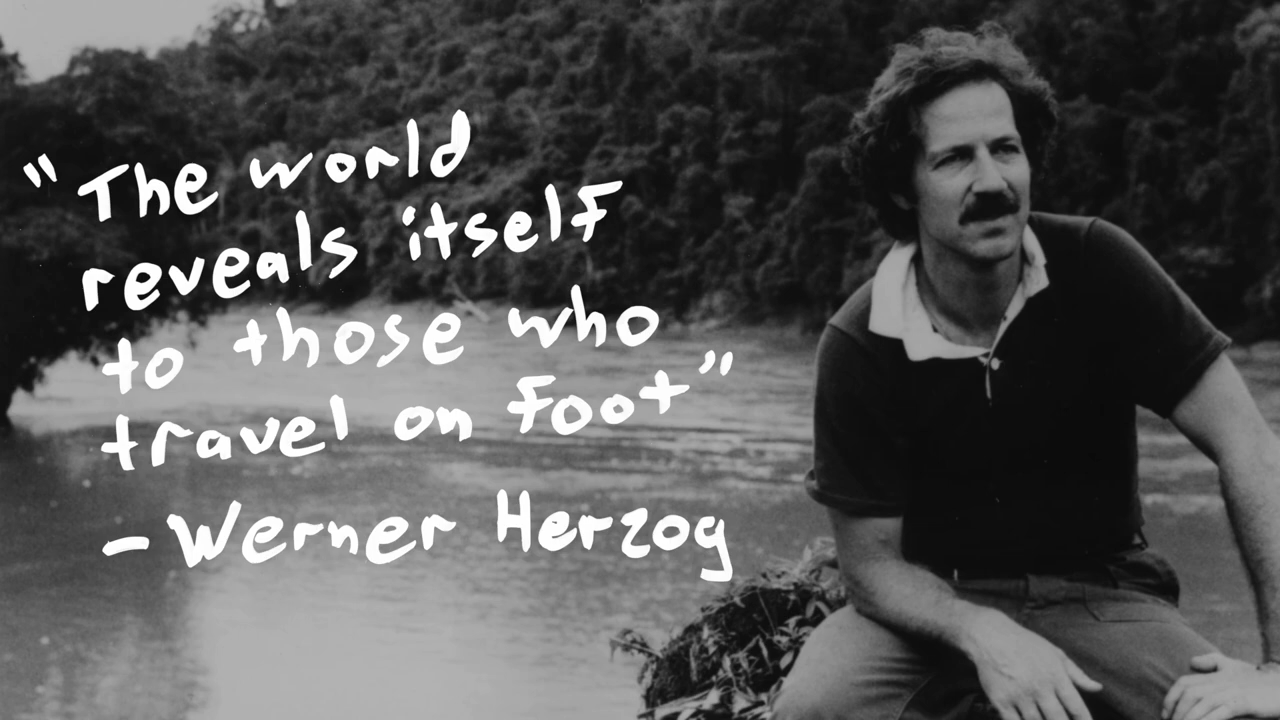 "The world
reveals itself
to those who
travel on foot"
- Werner Herzog